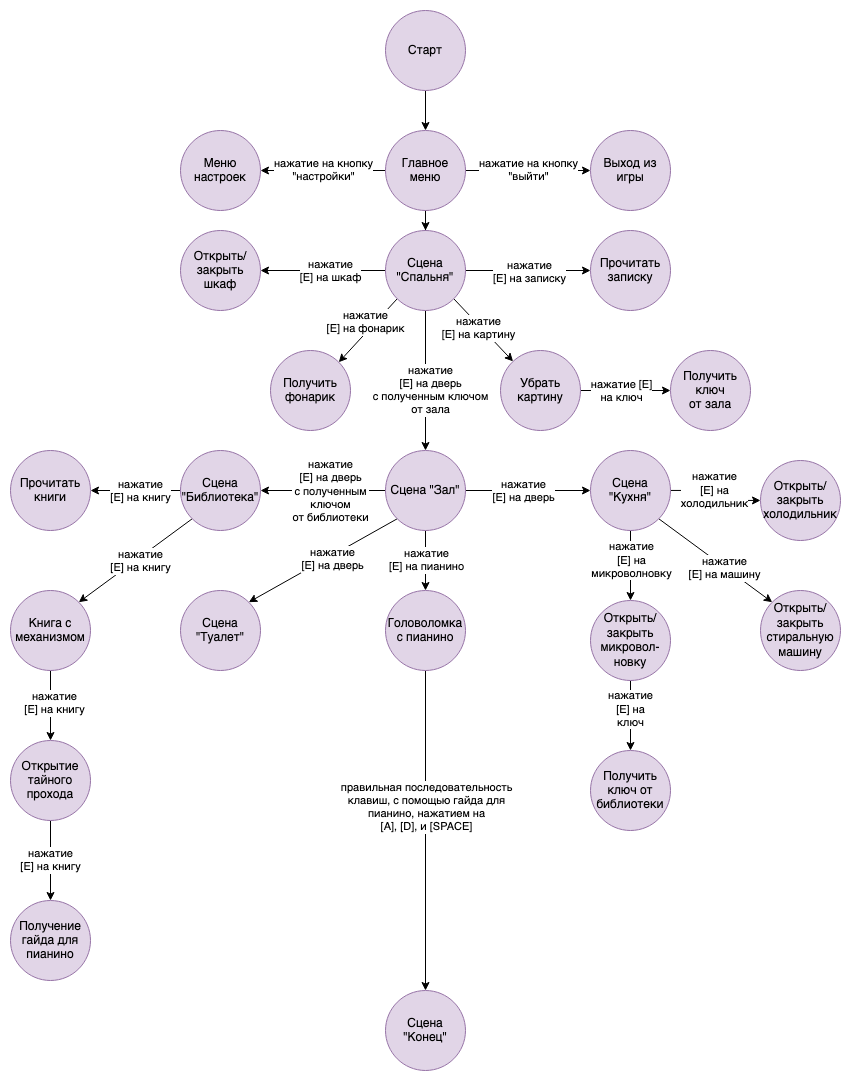 Старт
нажатие на кнопку
"настройки"
Меню
настроек
Главное
меню
нажатие на кнопку
"выйти"
Выход из
игры
Открыть/
закрыть
шкаф
нажатие
[E] на шкаф
Сцена
"Спальня"
нажатие
[E] на записку
Прочитать
записку
нажатие
[E] на фонарик
нажатие
[E] на картину
Получить
фонарик
нажатие
[E] на дверь
с полученным ключом
от зала
Убрать
картину
нажатие [E]
на ключ
Получить
ключ
от зала
Прочитать
книги
нажатие
[E] на книгу
Сцена
"Библиотека"
нажатие
[E] на дверь
с полученным
ключом
от библиотеки
Сцена "Зал"
нажатие
[E] на дверь
Сцена
"Кухня"
нажатие
[E] на
холодильник
Открыть/
закрыть
холодильник
нажатие
[E] на книгу
нажатие
[E] на дверь
нажатие
[E] на пианино
нажатие
[E] на
микроволновку
нажатие
[E] на машину
Книга с
механизмом
Сцена
"Туалет"
Головоломка
с пианино
Открыть/
закрыть
микровол-
новку
Открыть/
закрыть
стиральную
машину
нажатие
[E] на книгу
нажатие
[E] на
ключ
Открытие
тайного
прохода
правильная последовательность
клавиш, с помощью гайда для
пианино, нажатием на
[A], [D], и [SPACE]
Получить
ключ от
библиотеки
нажатие
[E] на книгу
Получение
гайда для
пианино
Сцена
"Конец"